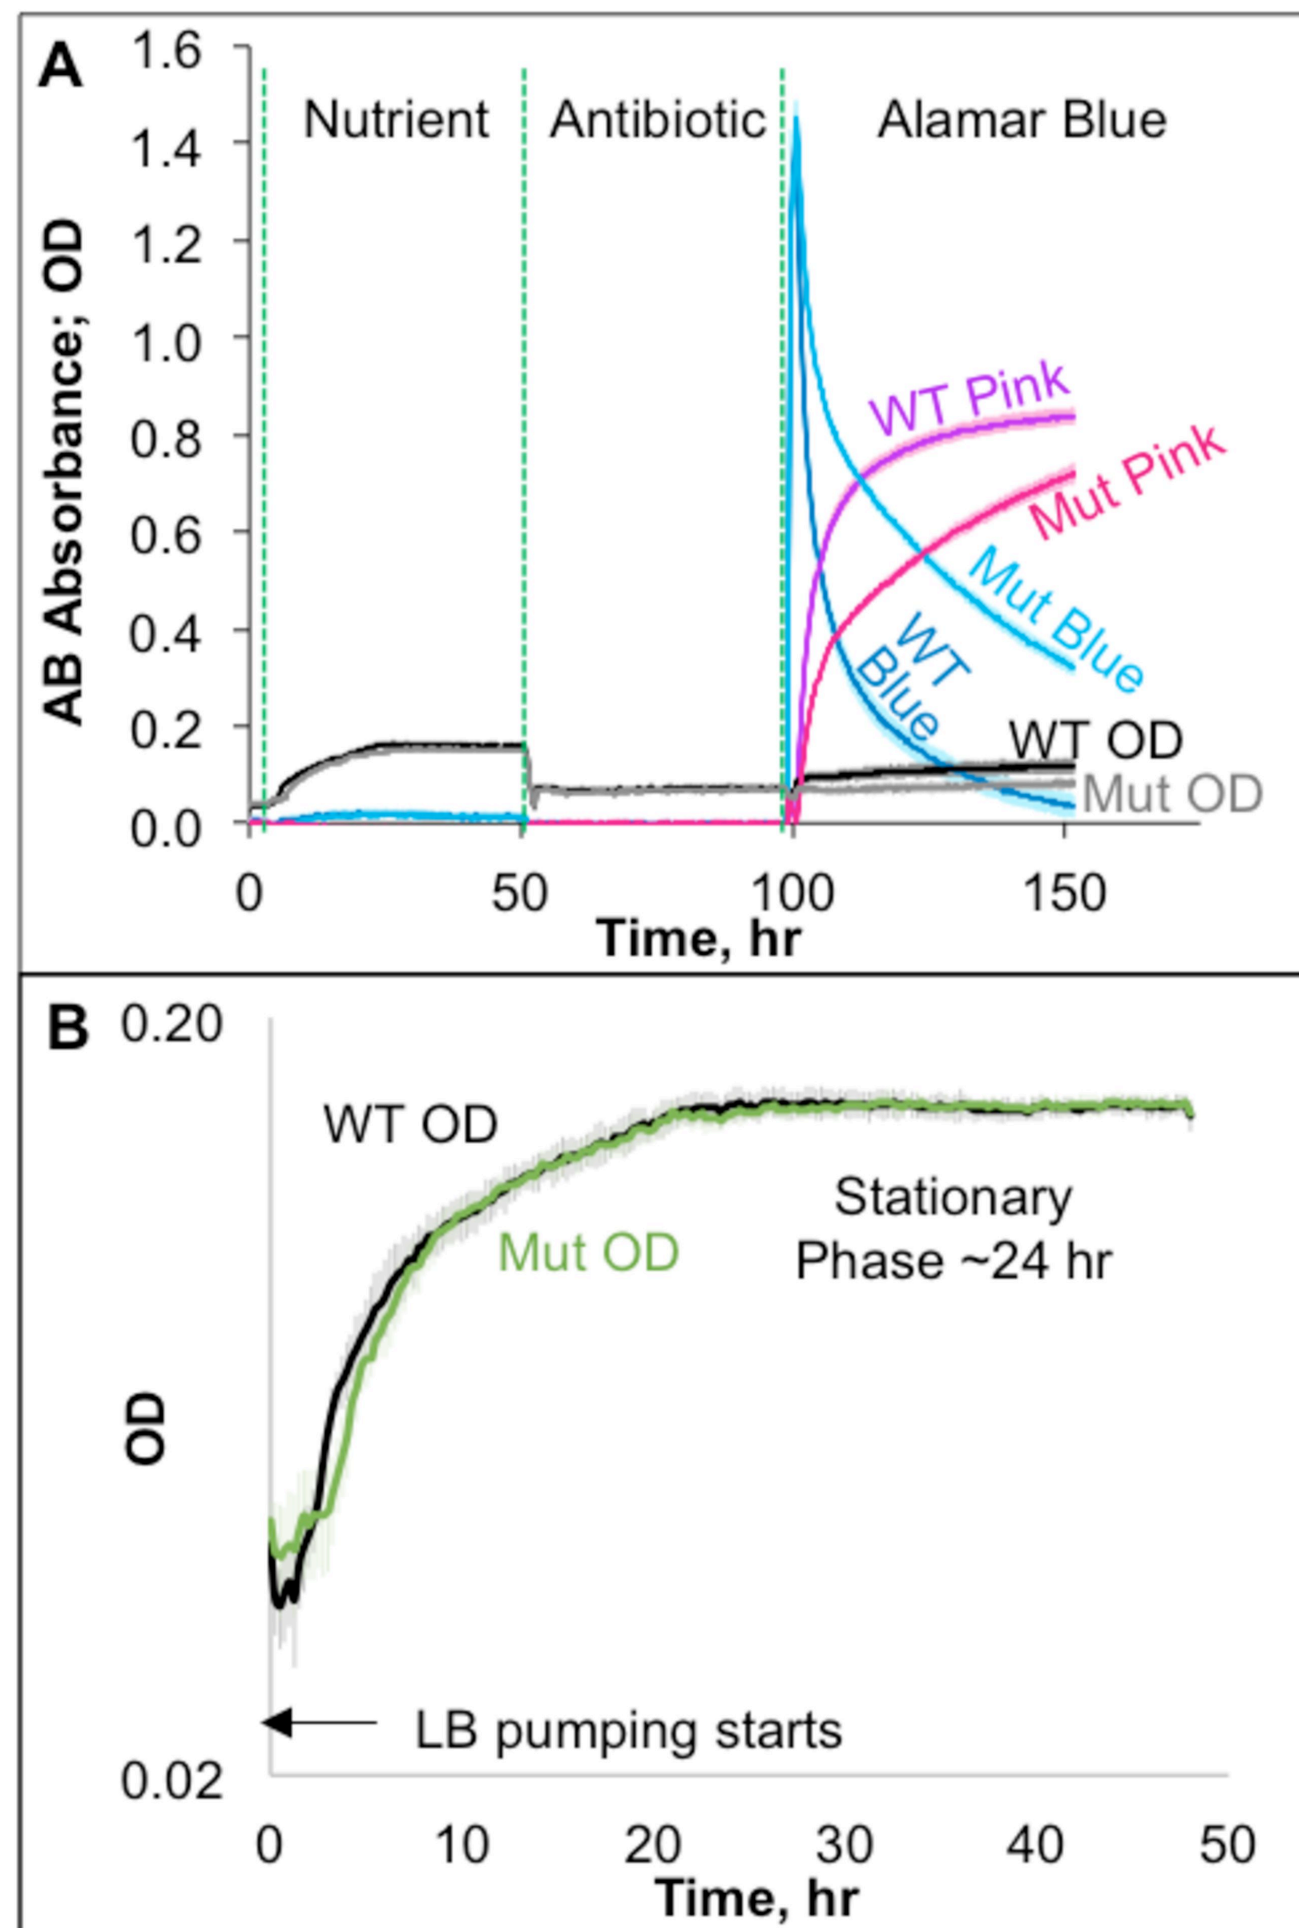 A
1.6
1.4
1.2
1.0
0.8
0.6
0.4
0.2
0.0
AB Absorbance; OD
Nutrient
Antibiotic
Alamar Blue
WT Pink
Mut Pink
Mut Blue
WT
Blue
WT OD
Mut OD
0 50 100 150
Time, hr
B
0.20
0.02
OD
WT OD
Mut OD
Stationary
Phase ~24 hr
LB pumping starts
0 10 20 30 40 50
Time, hr